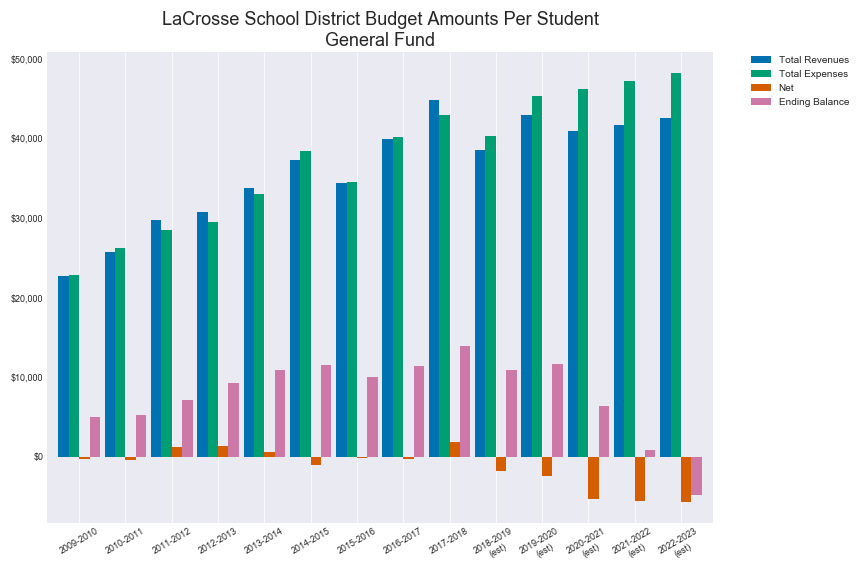 LaCrosse School District Budget Amounts Per Student
General Fund
Total Revenues
Total Expenses
Net
Ending Balance
$50,000
$40,000
$30,000
$20,000
$10,000
$0
2009-2010
2010-2011
2011-2012
2012-2013
2013-2014
2014-2015
2015-2016
2016-2017
2017-2018
2018-2019
(est)
2019-2020
(est)
2020-2021
(est)
2021-2022
(est)
2022-2023
(est)